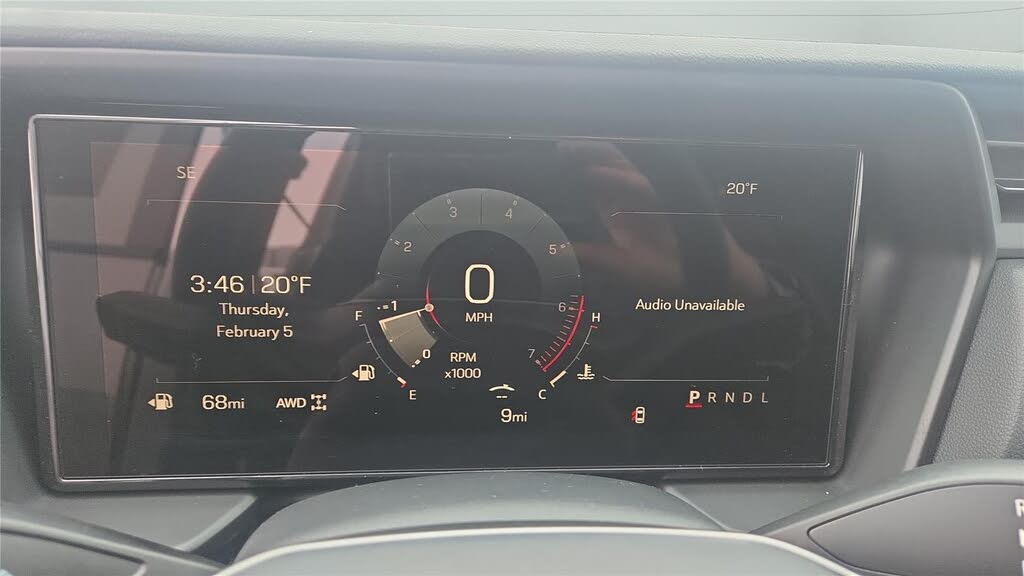 SE
20°F
3:46 | 20°F
Thursday,
February 5
0
MPH
0
1
2
3
4
5
6
7
RPM
x1000
F
E
H
C
Audio Unavailable
68mi
AWD
9mi
P R N D L
R